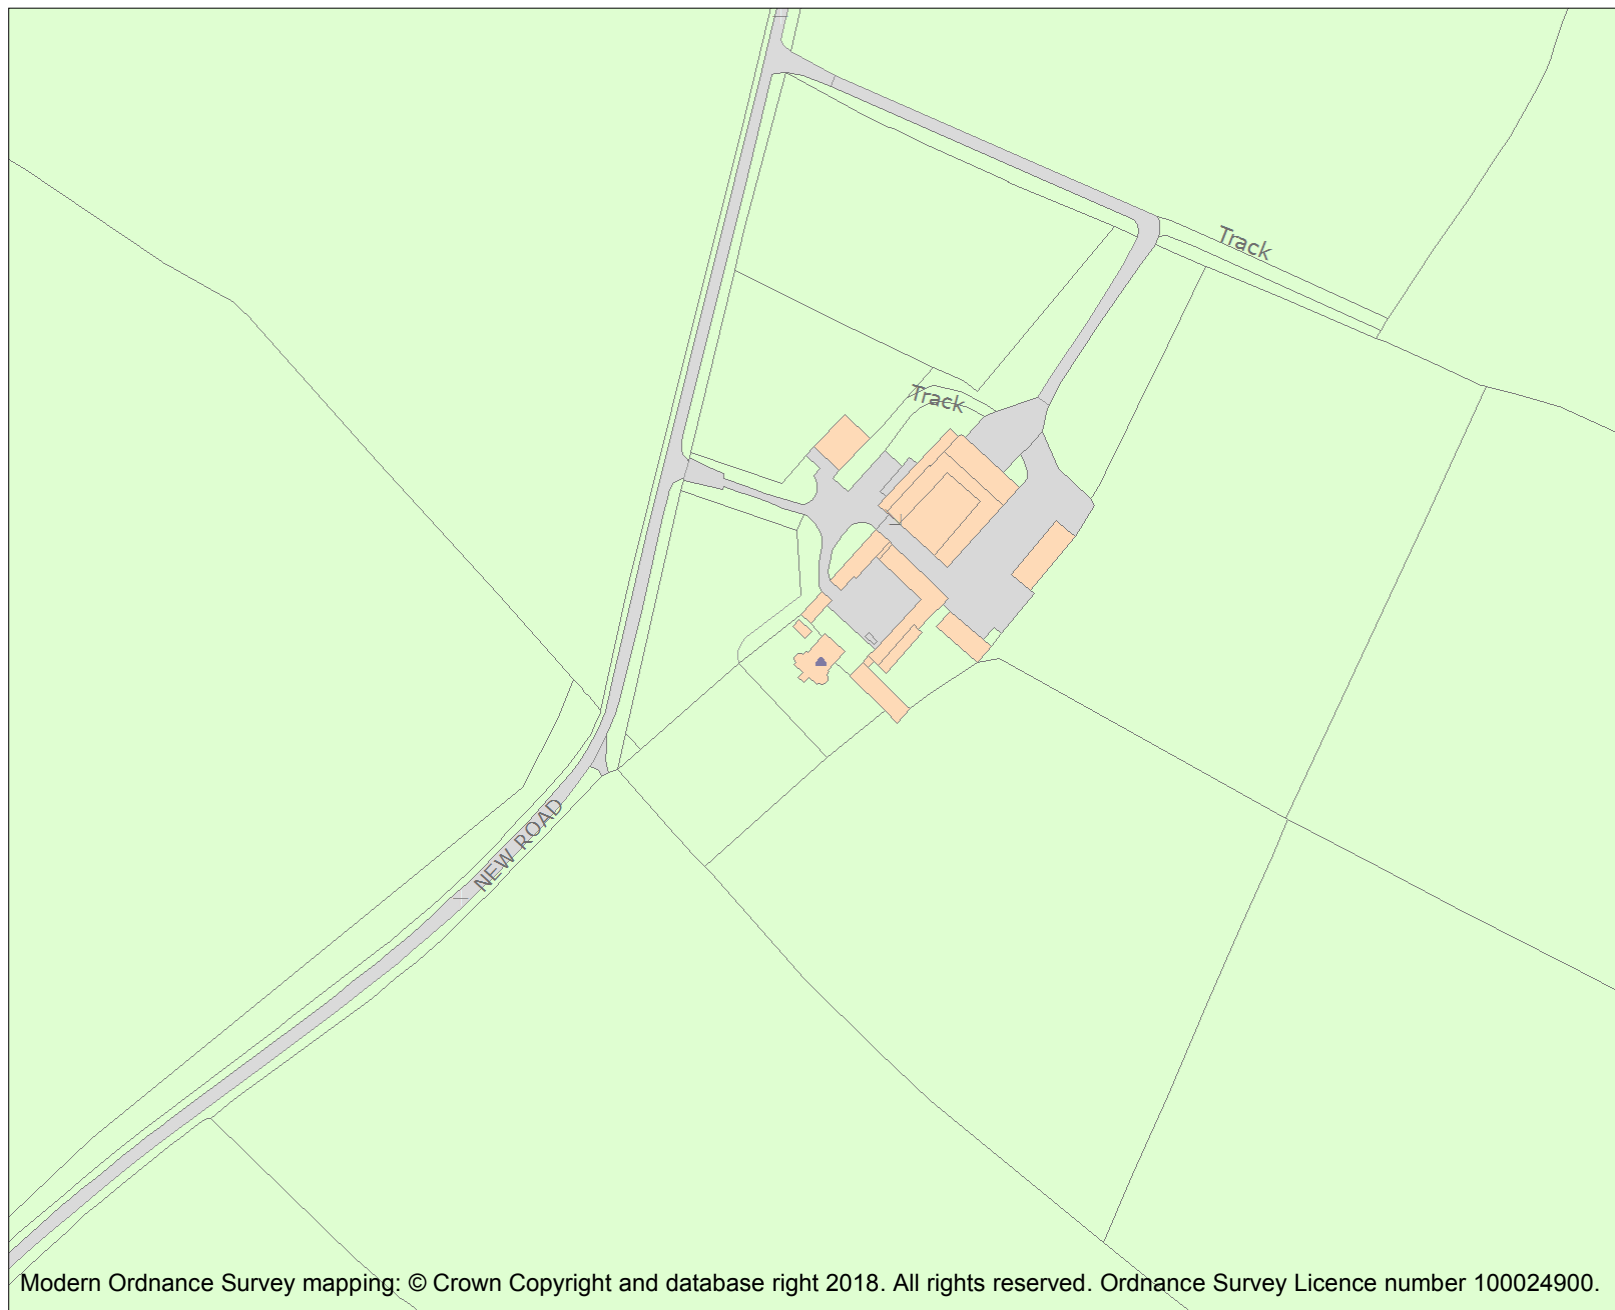 Track
Track
NEW ROAD
Modern Ordnance Survey mapping: © Crown Copyright and database right 2018. All rights reserved. Ordnance Survey Licence number 100024900.